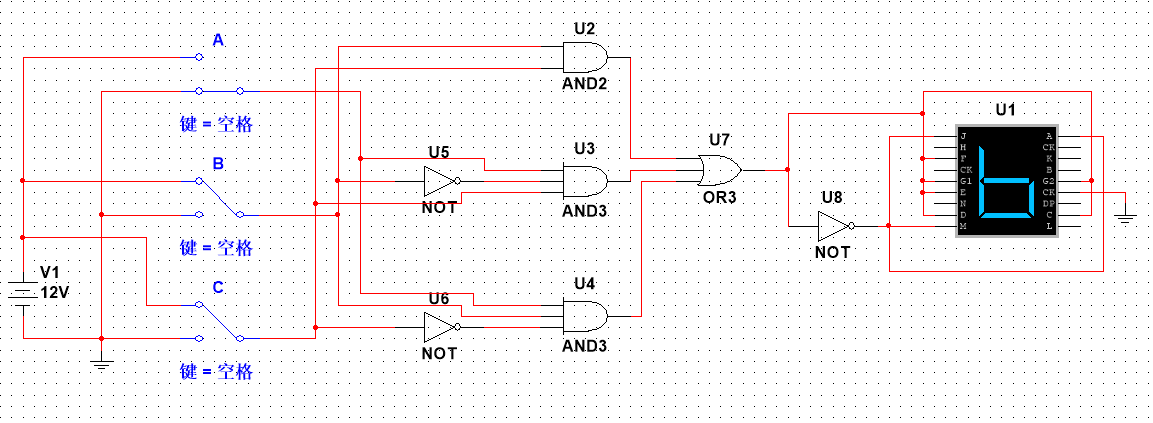 A
键 = 空格
B
键 = 空格
C
键 = 空格
V1
12V
U2
AND2
U5
NOT
U3
AND3
U6
NOT
U4
AND3
U7
OR3
U8
NOT
U1
J
H
F
CK
G1
E
N
D
M
A
CK
K
B
G2
CK
DP
C
L